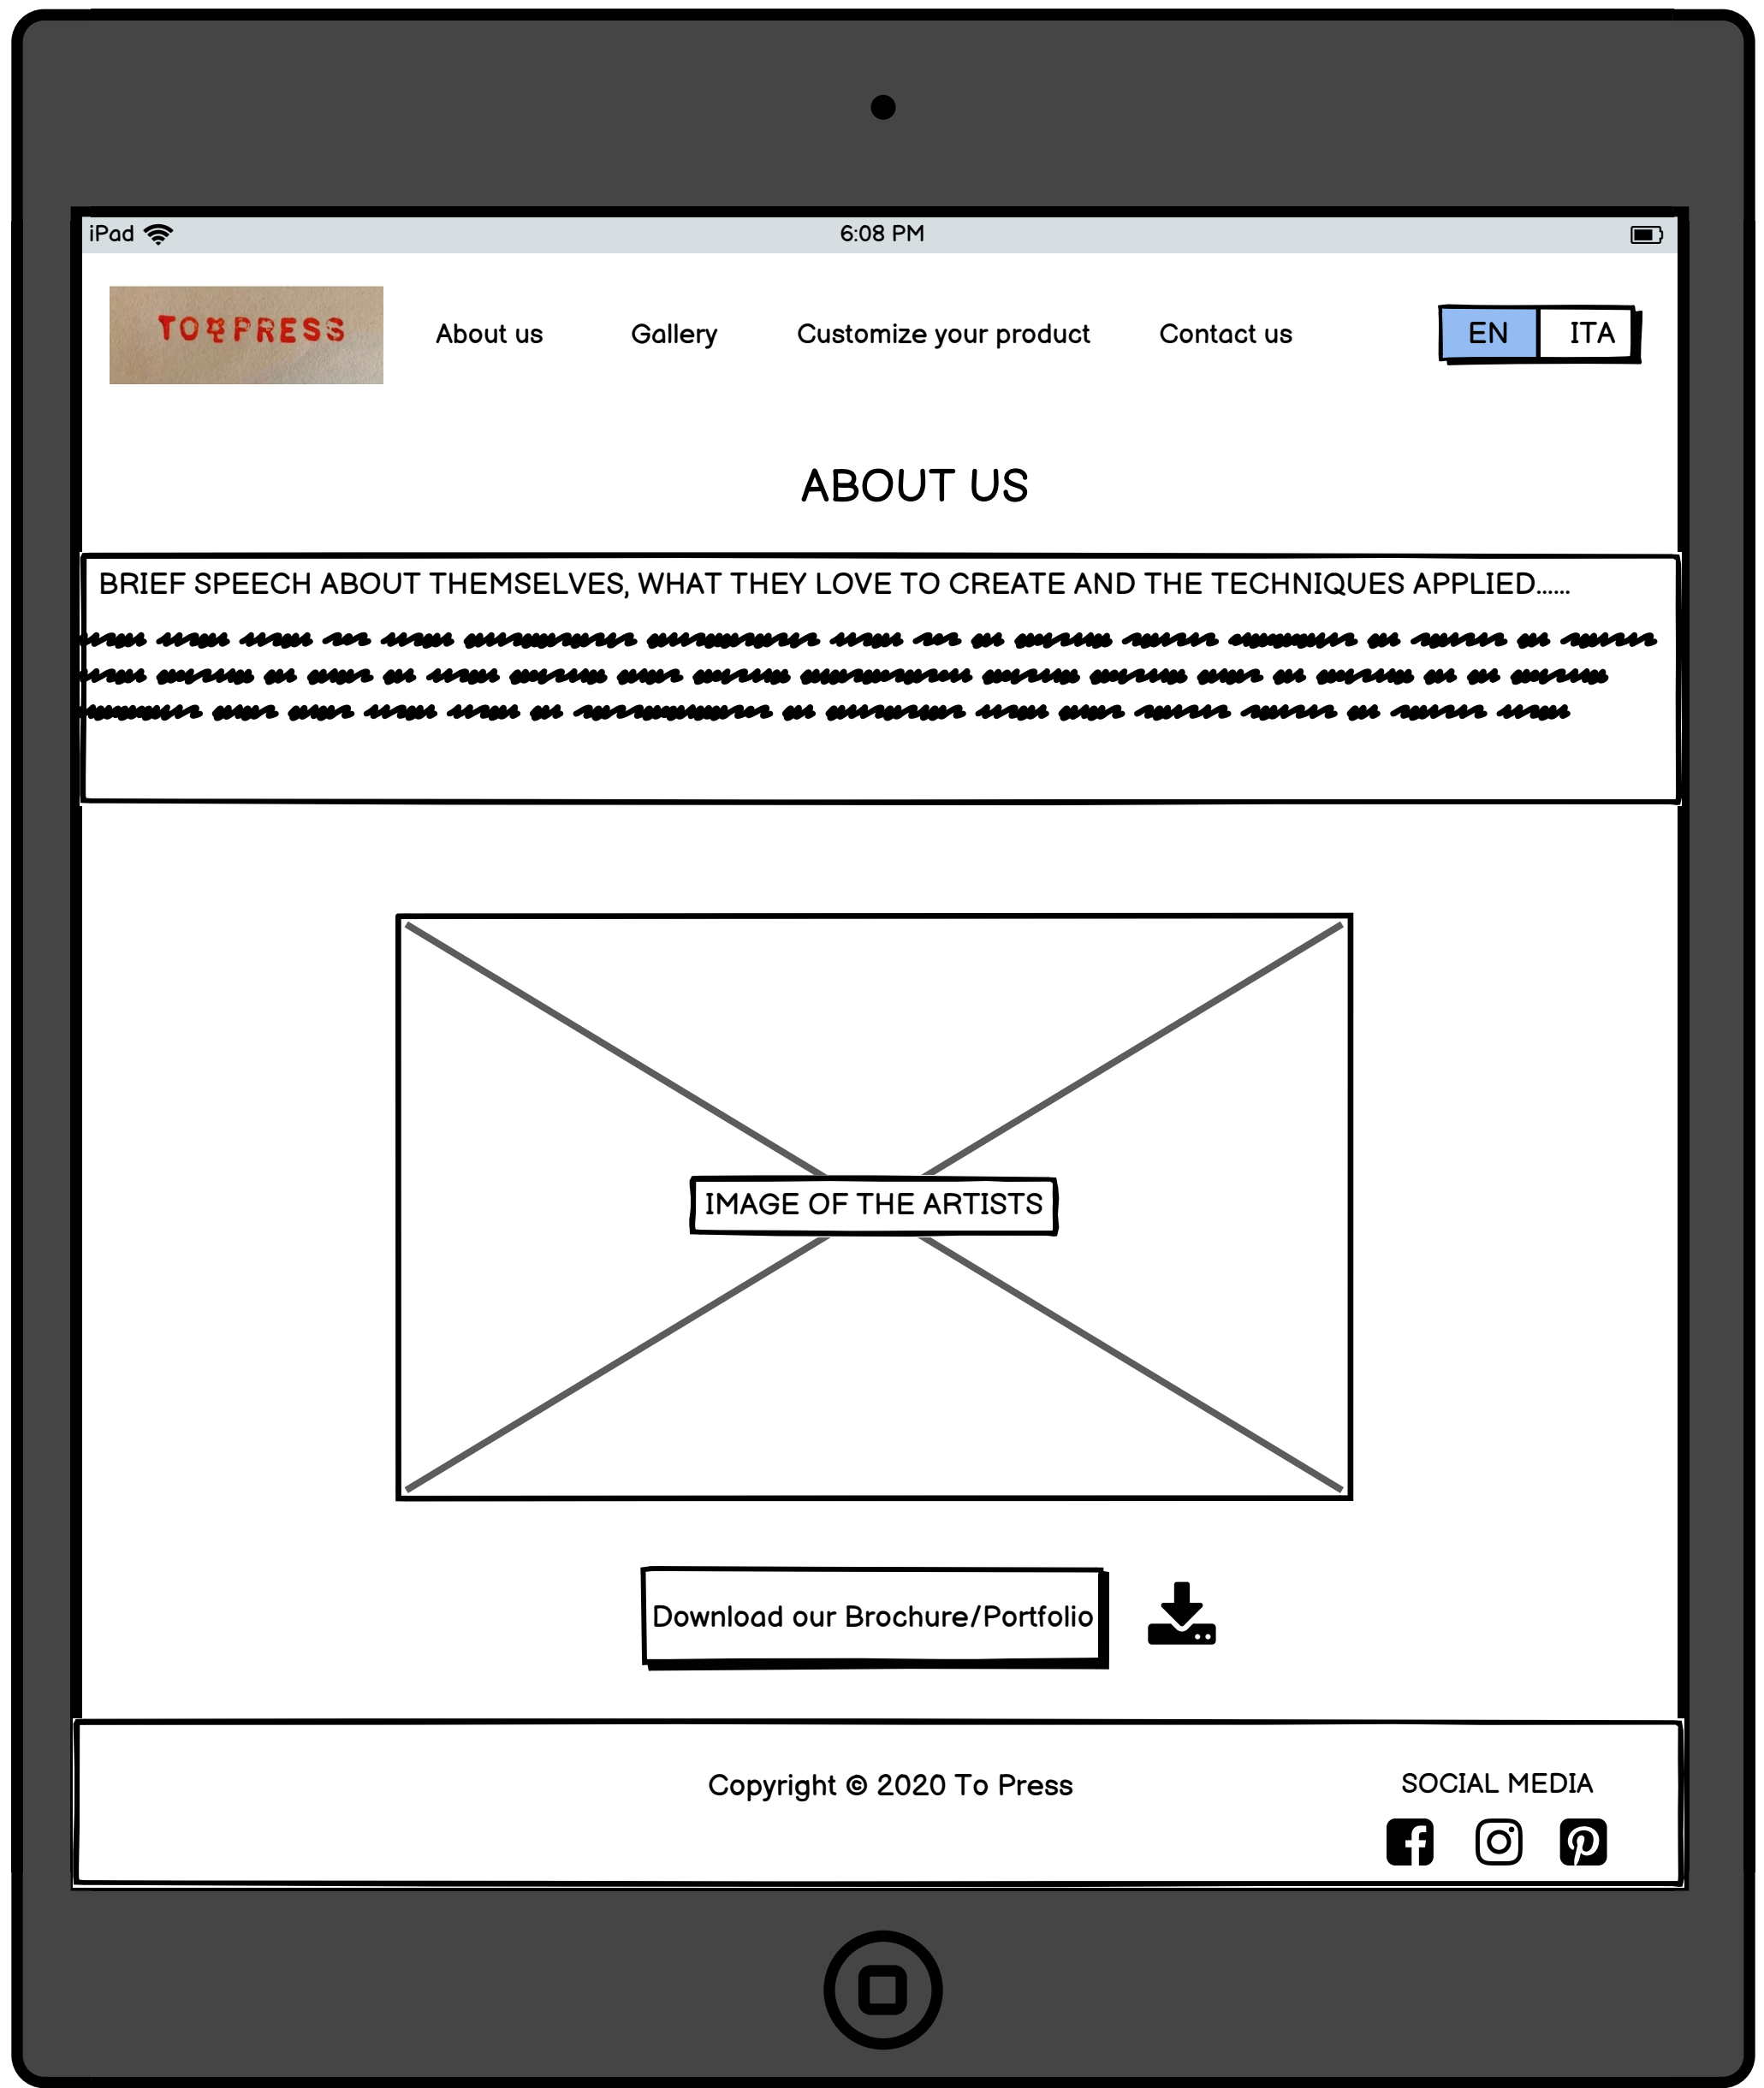 iPad 6:08 PM
TO PRESS About us Gallery Customize your product Contact us EN ITA
ABOUT US
BRIEF SPEECH ABOUT THEMSELVES, WHAT THEY LOVE TO CREATE AND THE TECHNIQUES APPLIED......
IMAGE OF THE ARTISTS
Download our Brochure/Portfolio
Copyright © 2020 To Press
SOCIAL MEDIA